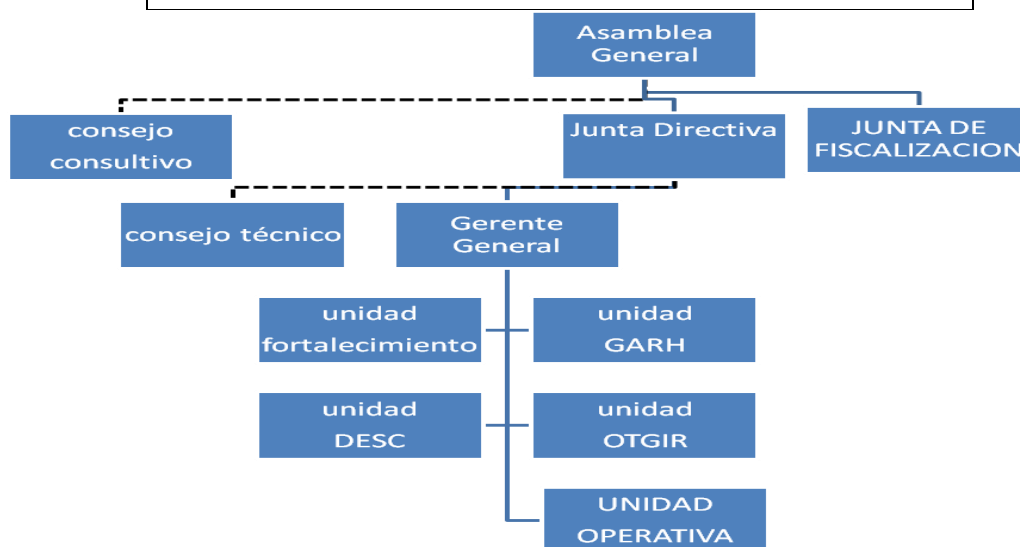 Asamblea
General
consejo
consultivo
Junta Directiva
JUNTA DE
FISCALIZACION
consejo técnico
Gerente
General
unidad
fortalecimiento
unidad
GARH
unidad
DESC
unidad
OTGIR
UNIDAD
OPERATIVA